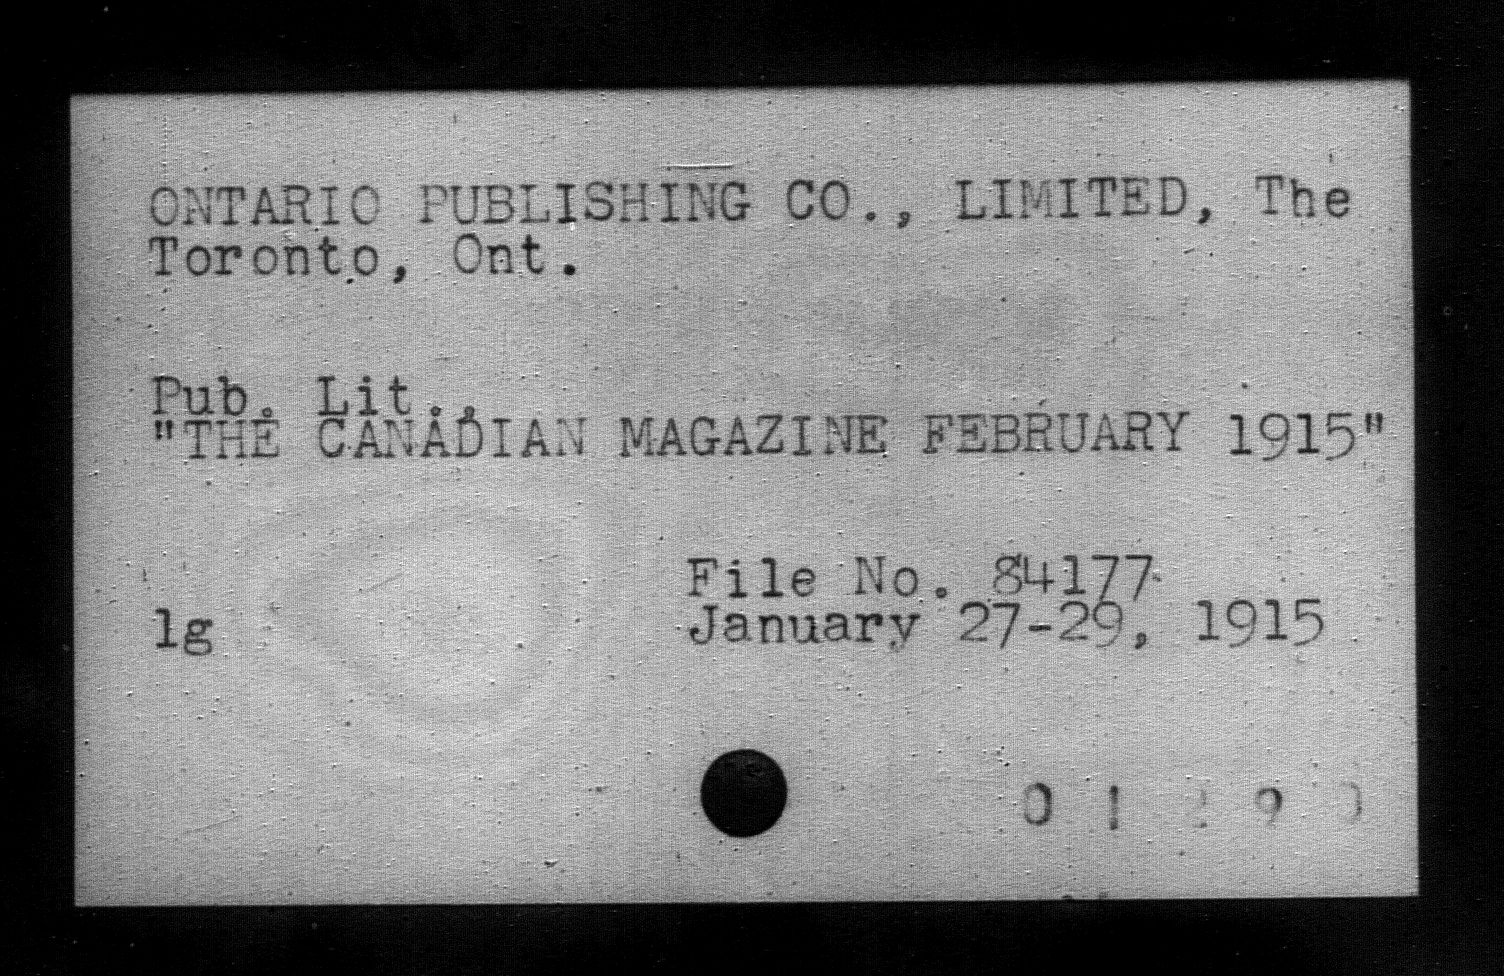 ONTARIO PUBLISHING CO., LIMITED, The
Toronto, Ont.
Pub. Lit.,
"THE CANADIAN MAGAZINE FEBRUARY 1915"
File No. 84177
lg January 27-29, 1915